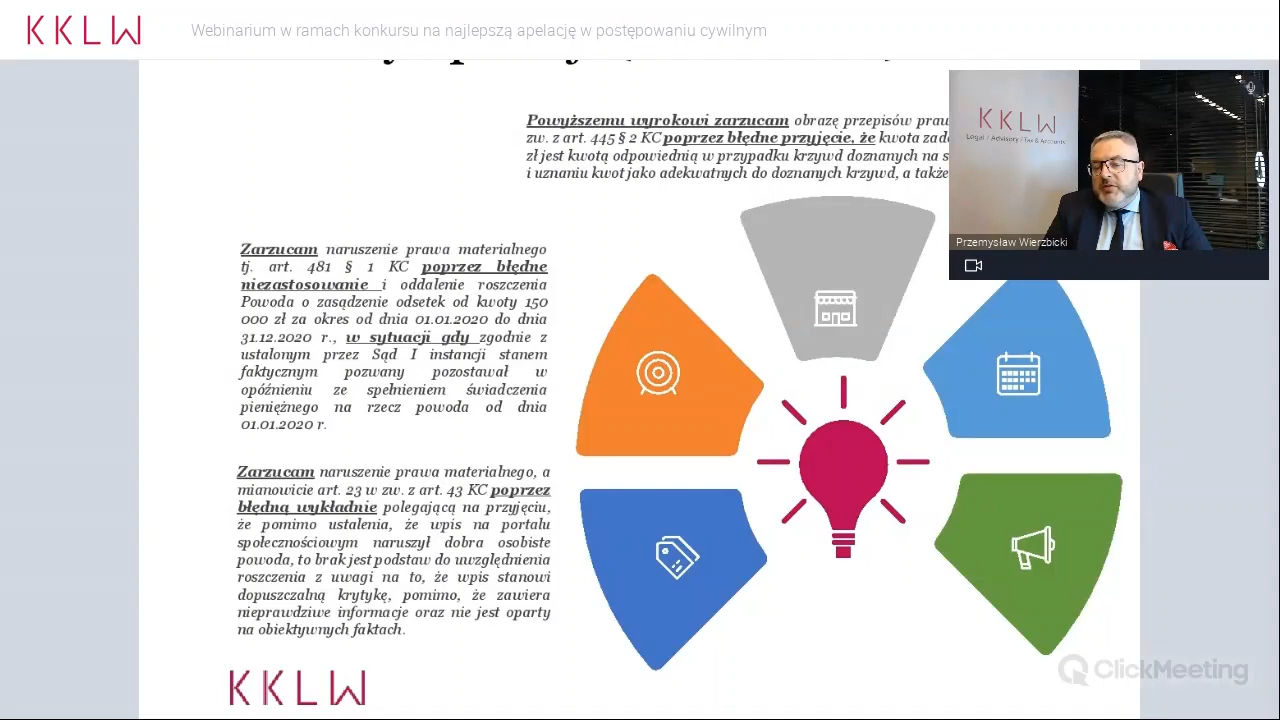 KKLW
Webinarium w ramach konkursu na najlepszą apelację w postępowaniu cywilnym
Powyższemu wyrokowi zarzucam obrazę przepisów
zw. z art. 445 § 2 KC poprzez błędne przyjęcie, że kwota
zł jest kwotą odpowiednią w przypadku krzywd doznanych na
i uznaniu kwot jako adekwatnych do doznanych krzywd, a także
KKLW
Legal / Advisory / Tax & Accounts
Przemysław Wierzbicki
Zarzucam naruszenie prawa materialnego
tj. art. 481 § 1 KC poprzez błędne
niezastosowanie i oddalenie roszczenia
Powoda o zasądzenie odsetek od kwoty 150
000 zł za okres od dnia 01.01.2020 do dnia
31.12.2020 r., w sytuacji gdy zgodnie z
ustalonym przez Sąd I instancji stanem
faktycznym pozwany pozostawał w
opóźnieniu ze spełnieniem świadczenia
pieniężnego na rzecz powoda od dnia
01.01.2020 r.
Zarzucam naruszenie prawa materialnego, a
mianowicie art. 23 w zw. z art. 43 KC poprzez
błędną wykładnie polegającą na przyjęciu,
że pomimo ustalenia, że wpis na portalu
społecznościowym naruszył dobra osobiste
powoda, to brak jest podstaw do uwzględnienia
roszczenia z uwagi na to, że wpis stanowi
dopuszczalną krytykę, pomimo, że zawiera
nieprawdziwe informacje oraz nie jest oparty
na obiektywnych faktach.
KKLW
ClickMeeting